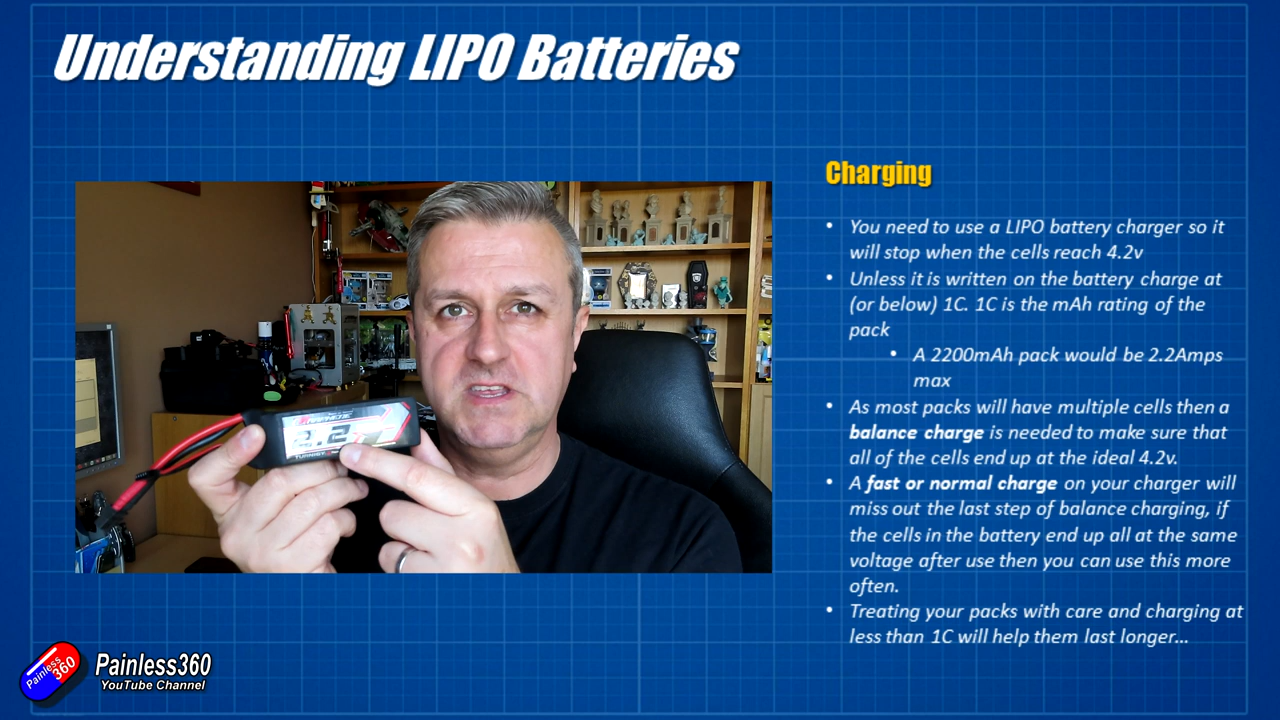 Understanding LIPO Batteries
Charging
• You need to use a LIPO battery charger so it
will stop when the cells reach 4.2v
• Unless it is written on the battery charge at
(or below) 1C. 1C is the mAh rating of the
pack
• A 2200mAh pack would be 2.2Amps
max
• As most packs will have multiple cells then a
balance charge is needed to make sure that
all of the cells end up at the ideal 4.2v.
• A fast or normal charge on your charger will
miss out the last step of balance charging, if
the cells in the battery end up all at the same
voltage after use then you can use this more
often.
• Treating your packs with care and charging at
less than 1C will help them last longer...
2.2
TURNIGY
Painless
360
Painless360
YouTube Channel